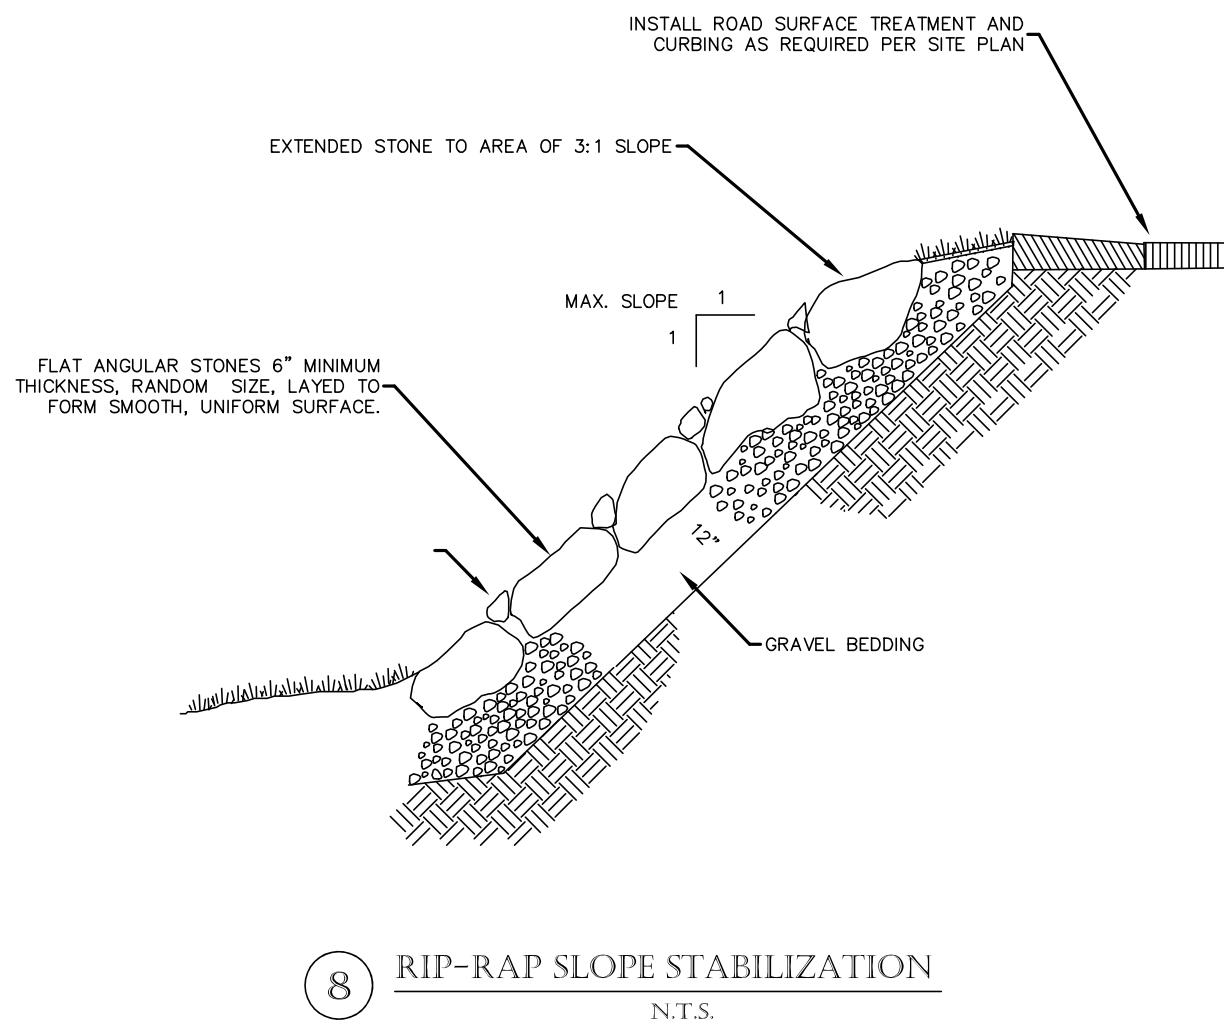 INSTALL ROAD SURFACE TREATMENT AND
CURBING AS REQUIRED PER SITE PLAN
EXTENDED STONE TO AREA OF 3:1 SLOPE
MAX. SLOPE
1
1
FLAT ANGULAR STONES 6" MINIMUM
THICKNESS, RANDOM SIZE, LAYED TO
FORM SMOOTH, UNIFORM SURFACE.
12"
GRAVEL BEDDING
8
RIP-RAP SLOPE STABILIZATION
N.T.S.